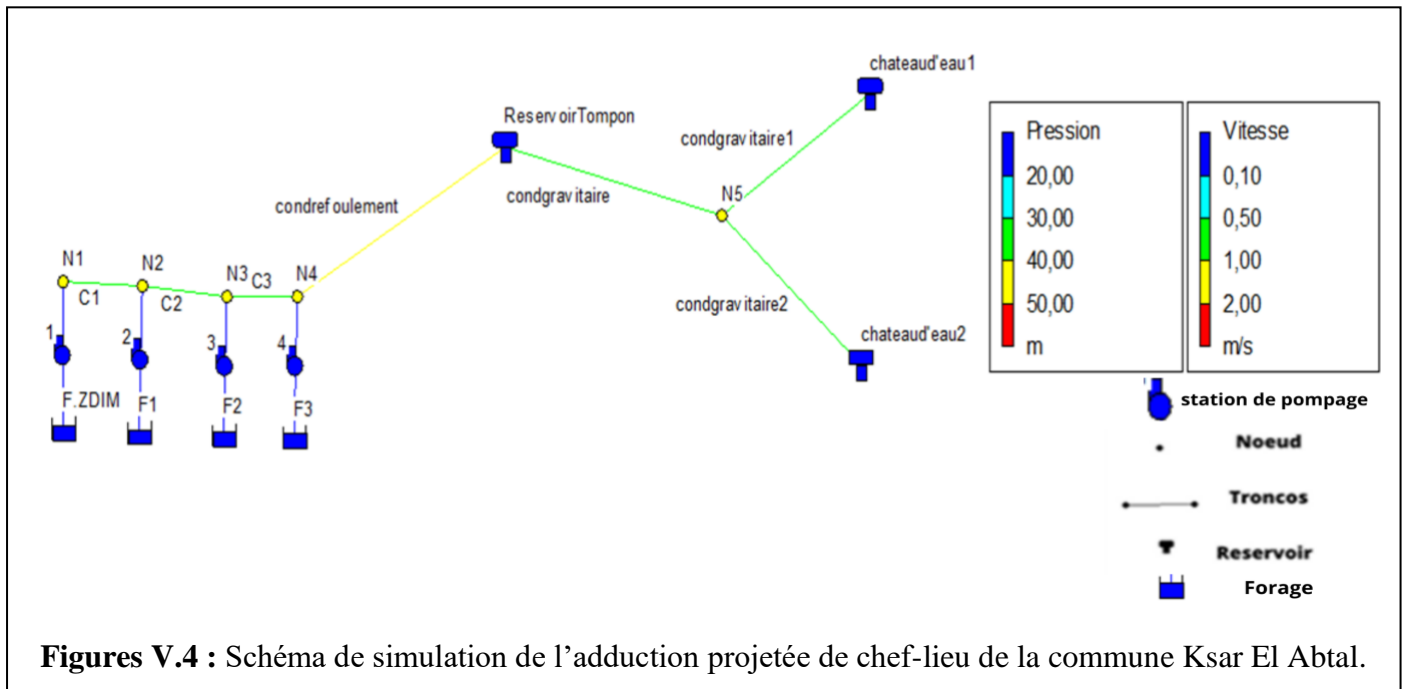 chateaud'eau1
ReservoirTompon
condgravitaire1
condrefoulement
condgravitaire
N5
N1
N2
N3
C3
N4
C1
C2
condgravitaire2
1
2
3
4
chateaud'eau2
F.ZDIM
F1
F2
F3
Pression
20,00
30,00
40,00
50,00
m
Vitesse
0,10
0,50
1,00
2,00
m/s
station de pompage
Noeud
Troncos
Reservoir
Forage
Figures V.4 : Schéma de simulation de l’adduction projetée de chef-lieu de la commune Ksar El Abtal.